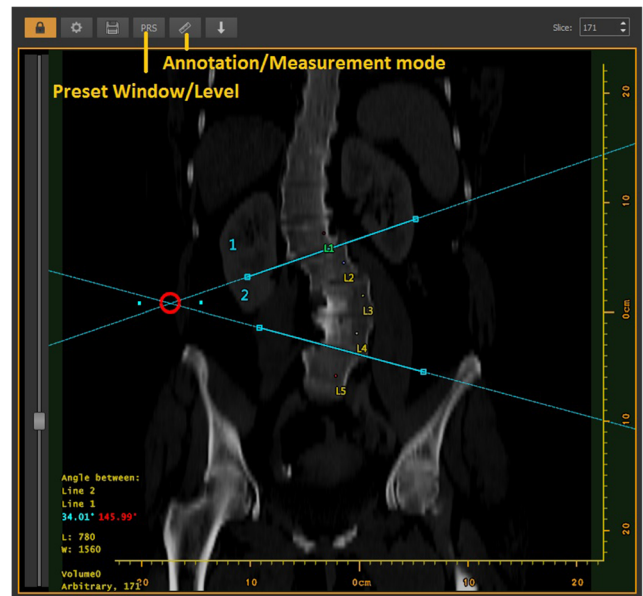 PRS
Slice: 171
Annotation/Measurement mode
Preset Window/Level
20
10
0cm
10
20
1
2
L1
L2
L3
L4
L5
Angle between:
Line 2
Line 1
34.01° 145.99°
L: 780
W: 1560
Volume0
Arbitrary, 171
20 10 0cm 10 20